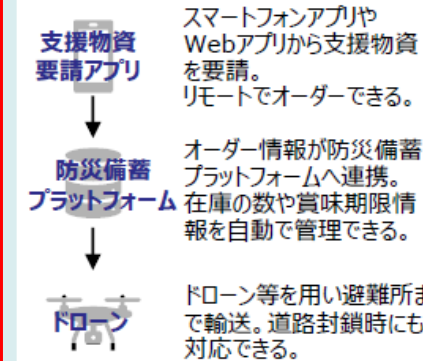 支援物資
要請アプリ
スマートフォンアプリや
Webアプリから支援物資
を要請。
リモートでオーダーできる。
防災備蓄
プラットフォーム
オーダー情報が防災備蓄
プラットフォームへ連携。
在庫の数や賞味期限情
報を自動で管理できる。
ドローン
ドローン等を用い避難所ま
で輸送。道路封鎖時にも
対応できる。